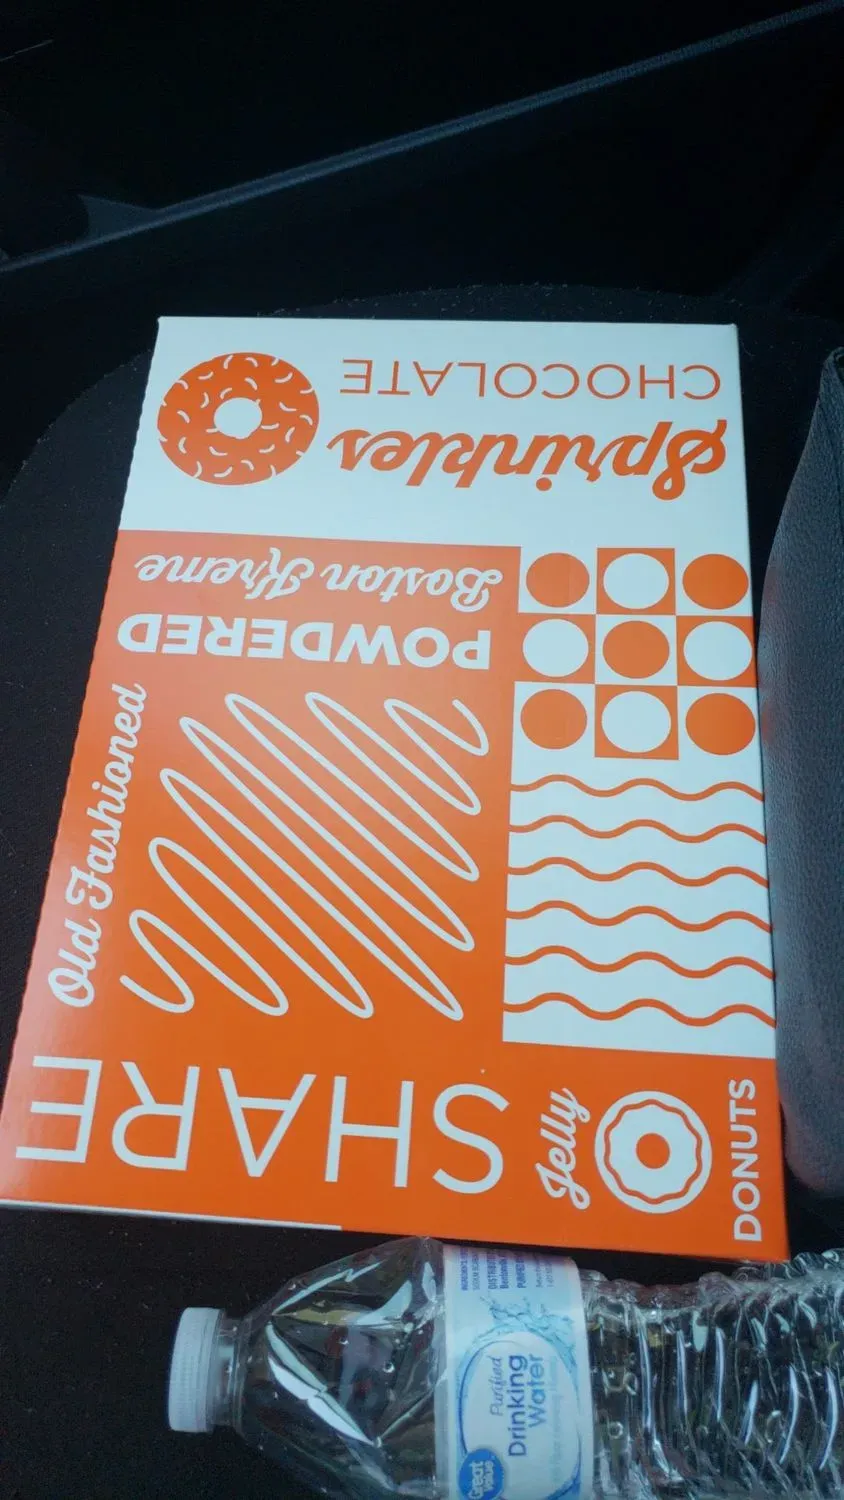 CHOCOLATE
Sprinkles
Boston Kreme
POWDERED
Old Fashioned
SHARE
Jelly
DONUTS
Great Value
Purified
Drinking
Water